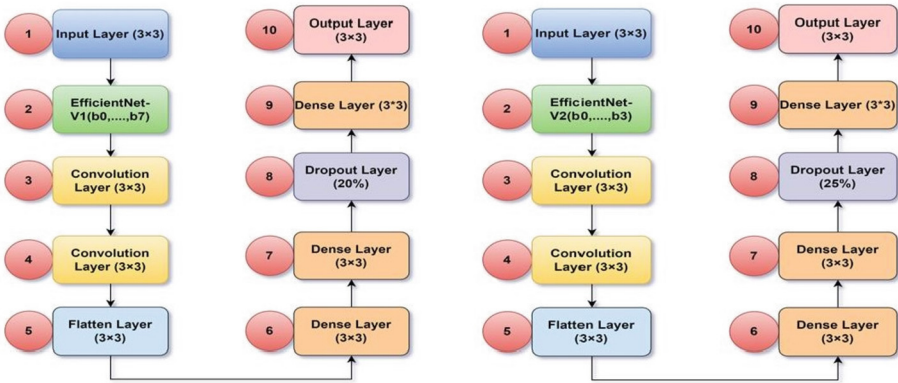 1
Input Layer (3×3)
2
EfficientNet-
V1(b0,....,b7)
3
Convolution
Layer (3×3)
4
Convolution
Layer (3×3)
5
Flatten Layer
(3×3)
6
Dense Layer
(3×3)
7
Dense Layer
(3×3)
8
Dropout Layer
(20%)
9
Dense Layer (3*3)
10
Output Layer
(3×3)
1
Input Layer (3×3)
2
EfficientNet-
V2(b0,....,b3)
3
Convolution
Layer (3×3)
4
Convolution
Layer (3×3)
5
Flatten Layer
(3×3)
6
Dense Layer
(3×3)
7
Dense Layer
(3×3)
8
Dropout Layer
(25%)
9
Dense Layer (3*3)
10
Output Layer
(3×3)